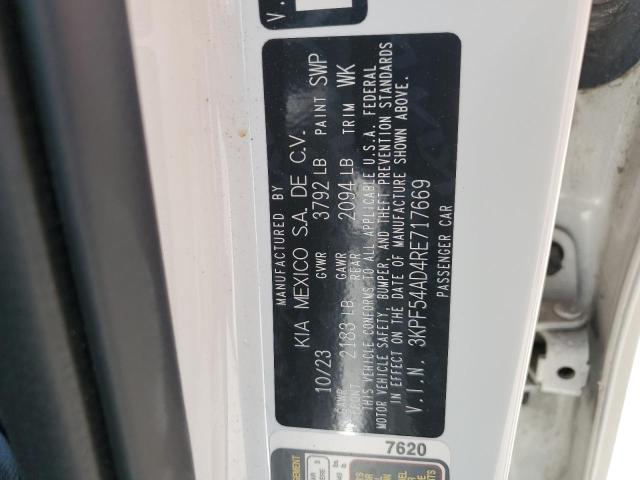 V.
MANUFACTURED BY
KIA MEXICO S.A. DE C.V.
10/23 GVWR 3792 LB PAINT SWP
GAWR FRONT 2183 LB GAWR REAR 2094 LB TRIM WK
THIS VEHICLE CONFORMS TO ALL APPLICABLE U.S.A. FEDERAL
MOTOR VEHICLE SAFETY, BUMPER, AND THEFT PREVENTION STANDARDS
IN EFFECT ON THE DATE OF MANUFACTURE SHOWN ABOVE.
V.I.N. 3KPF54AD4RE717669
PASSENGER CAR
7620